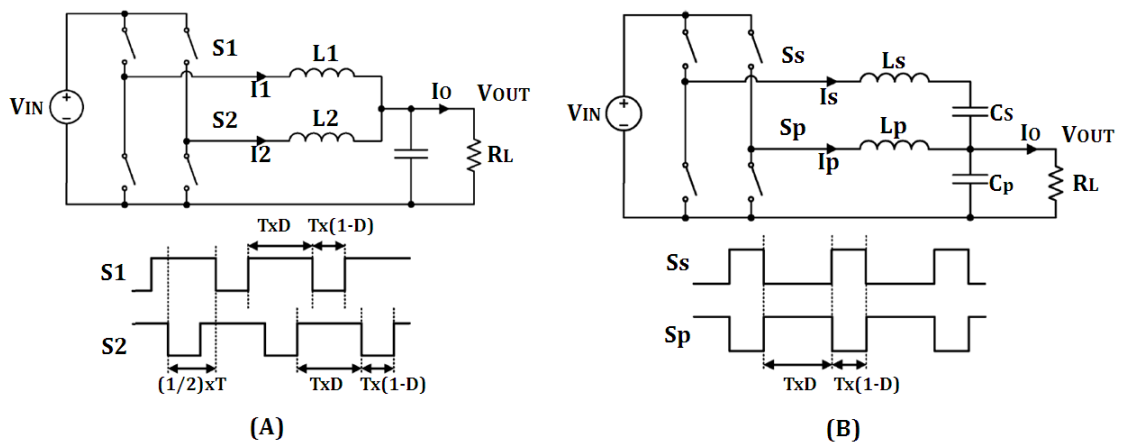 S1
L1
I1
VIN
IO
VOUT
S2
L2
I2
RL
TxD
Tx(1-D)
S1
S2
(1/2)xT
TxD
Tx(1-D)
(A)
Ss
Ls
Is
VIN
Cs
Sp
Lp
IO
VOUT
Ip
Cp
RL
Ss
Sp
TxD
Tx(1-D)
(B)